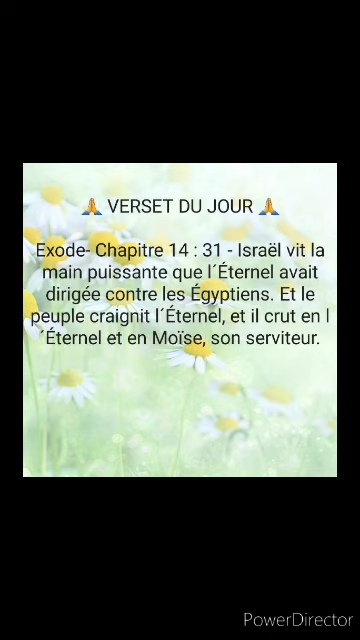 🙏 VERSET DU JOUR 🙏
Exode- Chapitre 14 : 31 - Israël vit la
main puissante que l´Éternel avait
dirigée contre les Égyptiens. Et le
peuple craignit l´Éternel, et il crut en l
´Éternel et en Moïse, son serviteur.
PowerDirector